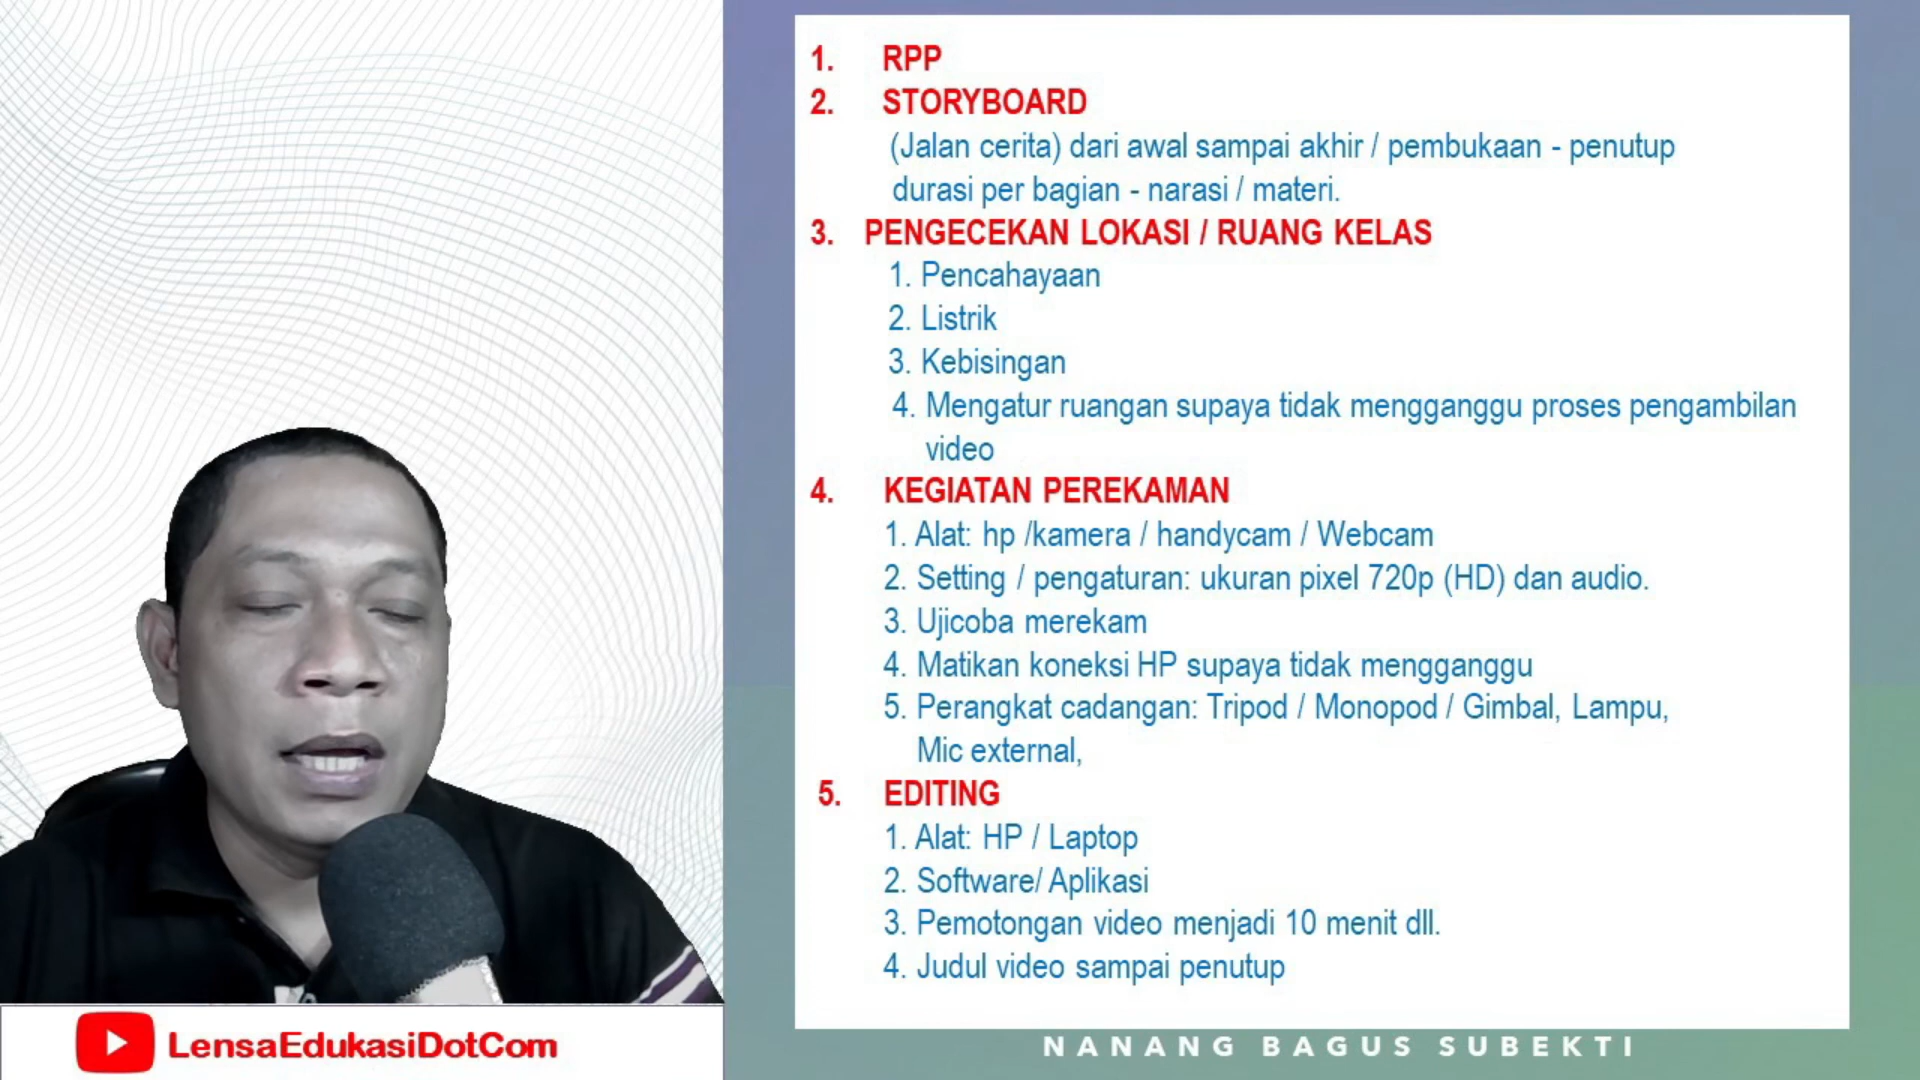 1. RPP
2. STORYBOARD
(Jalan cerita) dari awal sampai akhir / pembukaan - penutup
durasi per bagian - narasi / materi.
3. PENGECEKAN LOKASI / RUANG KELAS
1. Pencahayaan
2. Listrik
3. Kebisingan
4. Mengatur ruangan supaya tidak mengganggu proses pengambilan
video
4. KEGIATAN PEREKAMAN
1. Alat: hp /kamera / handycam / Webcam
2. Setting / pengaturan: ukuran pixel 720p (HD) dan audio.
3. Ujicoba merekam
4. Matikan koneksi HP supaya tidak mengganggu
5. Perangkat cadangan: Tripod / Monopod / Gimbal, Lampu,
Mic external,
5. EDITING
1. Alat: HP / Laptop
2. Software/ Aplikasi
3. Pemotongan video menjadi 10 menit dll.
4. Judul video sampai penutup
LensaEdukasiDotCom
NANANG BAGUS SUBEKTI